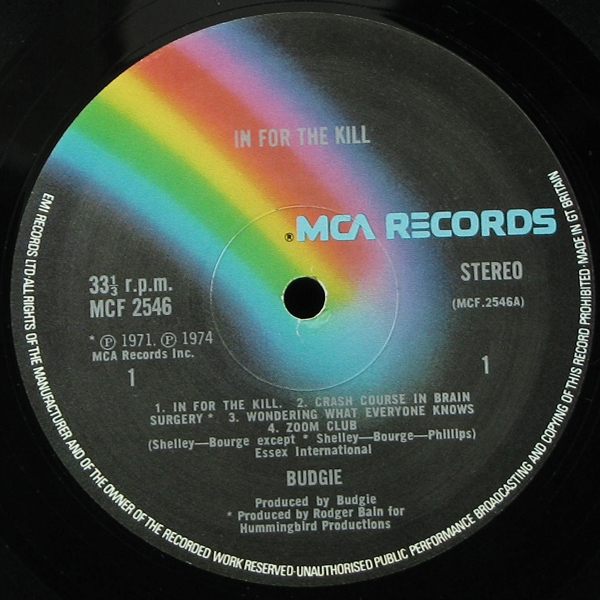 IN FOR THE KILL
®MCA RECORDS
33⅓ r.p.m.
MCF 2546
STEREO
(MCF.2546A)
* ℗ 1971. ℗ 1974
MCA Records Inc.
1
1
1. IN FOR THE KILL. 2. CRASH COURSE IN BRAIN
SURGERY * 3. WONDERING WHAT EVERYONE KNOWS
4. ZOOM CLUB
(Shelley—Bourge except * Shelley—Bourge—Phillips)
Essex International
BUDGIE
Produced by Budgie
* Produced by Rodger Bain for
Hummingbird Productions
EMI RECORDS LTD·ALL RIGHTS OF THE MANUFACTURER AND OF THE OWNER OF THE RECORDED WORK RESERVED·UNAUTHORISED PUBLIC PERFORMANCE BROADCASTING AND COPYING OF THIS RECORD PROHIBITED·MADE IN GT BRITAIN